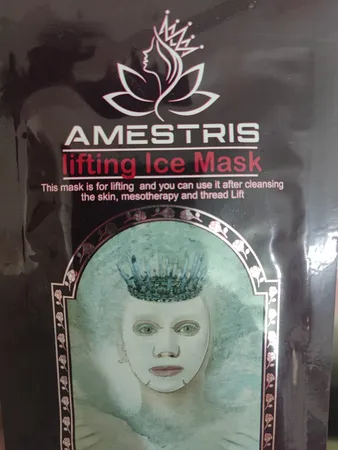 AMESTRIS
lifting Ice Mask
This mask is for lifting and you can use it after cleansing
the skin, mesotherapy and thread Lift